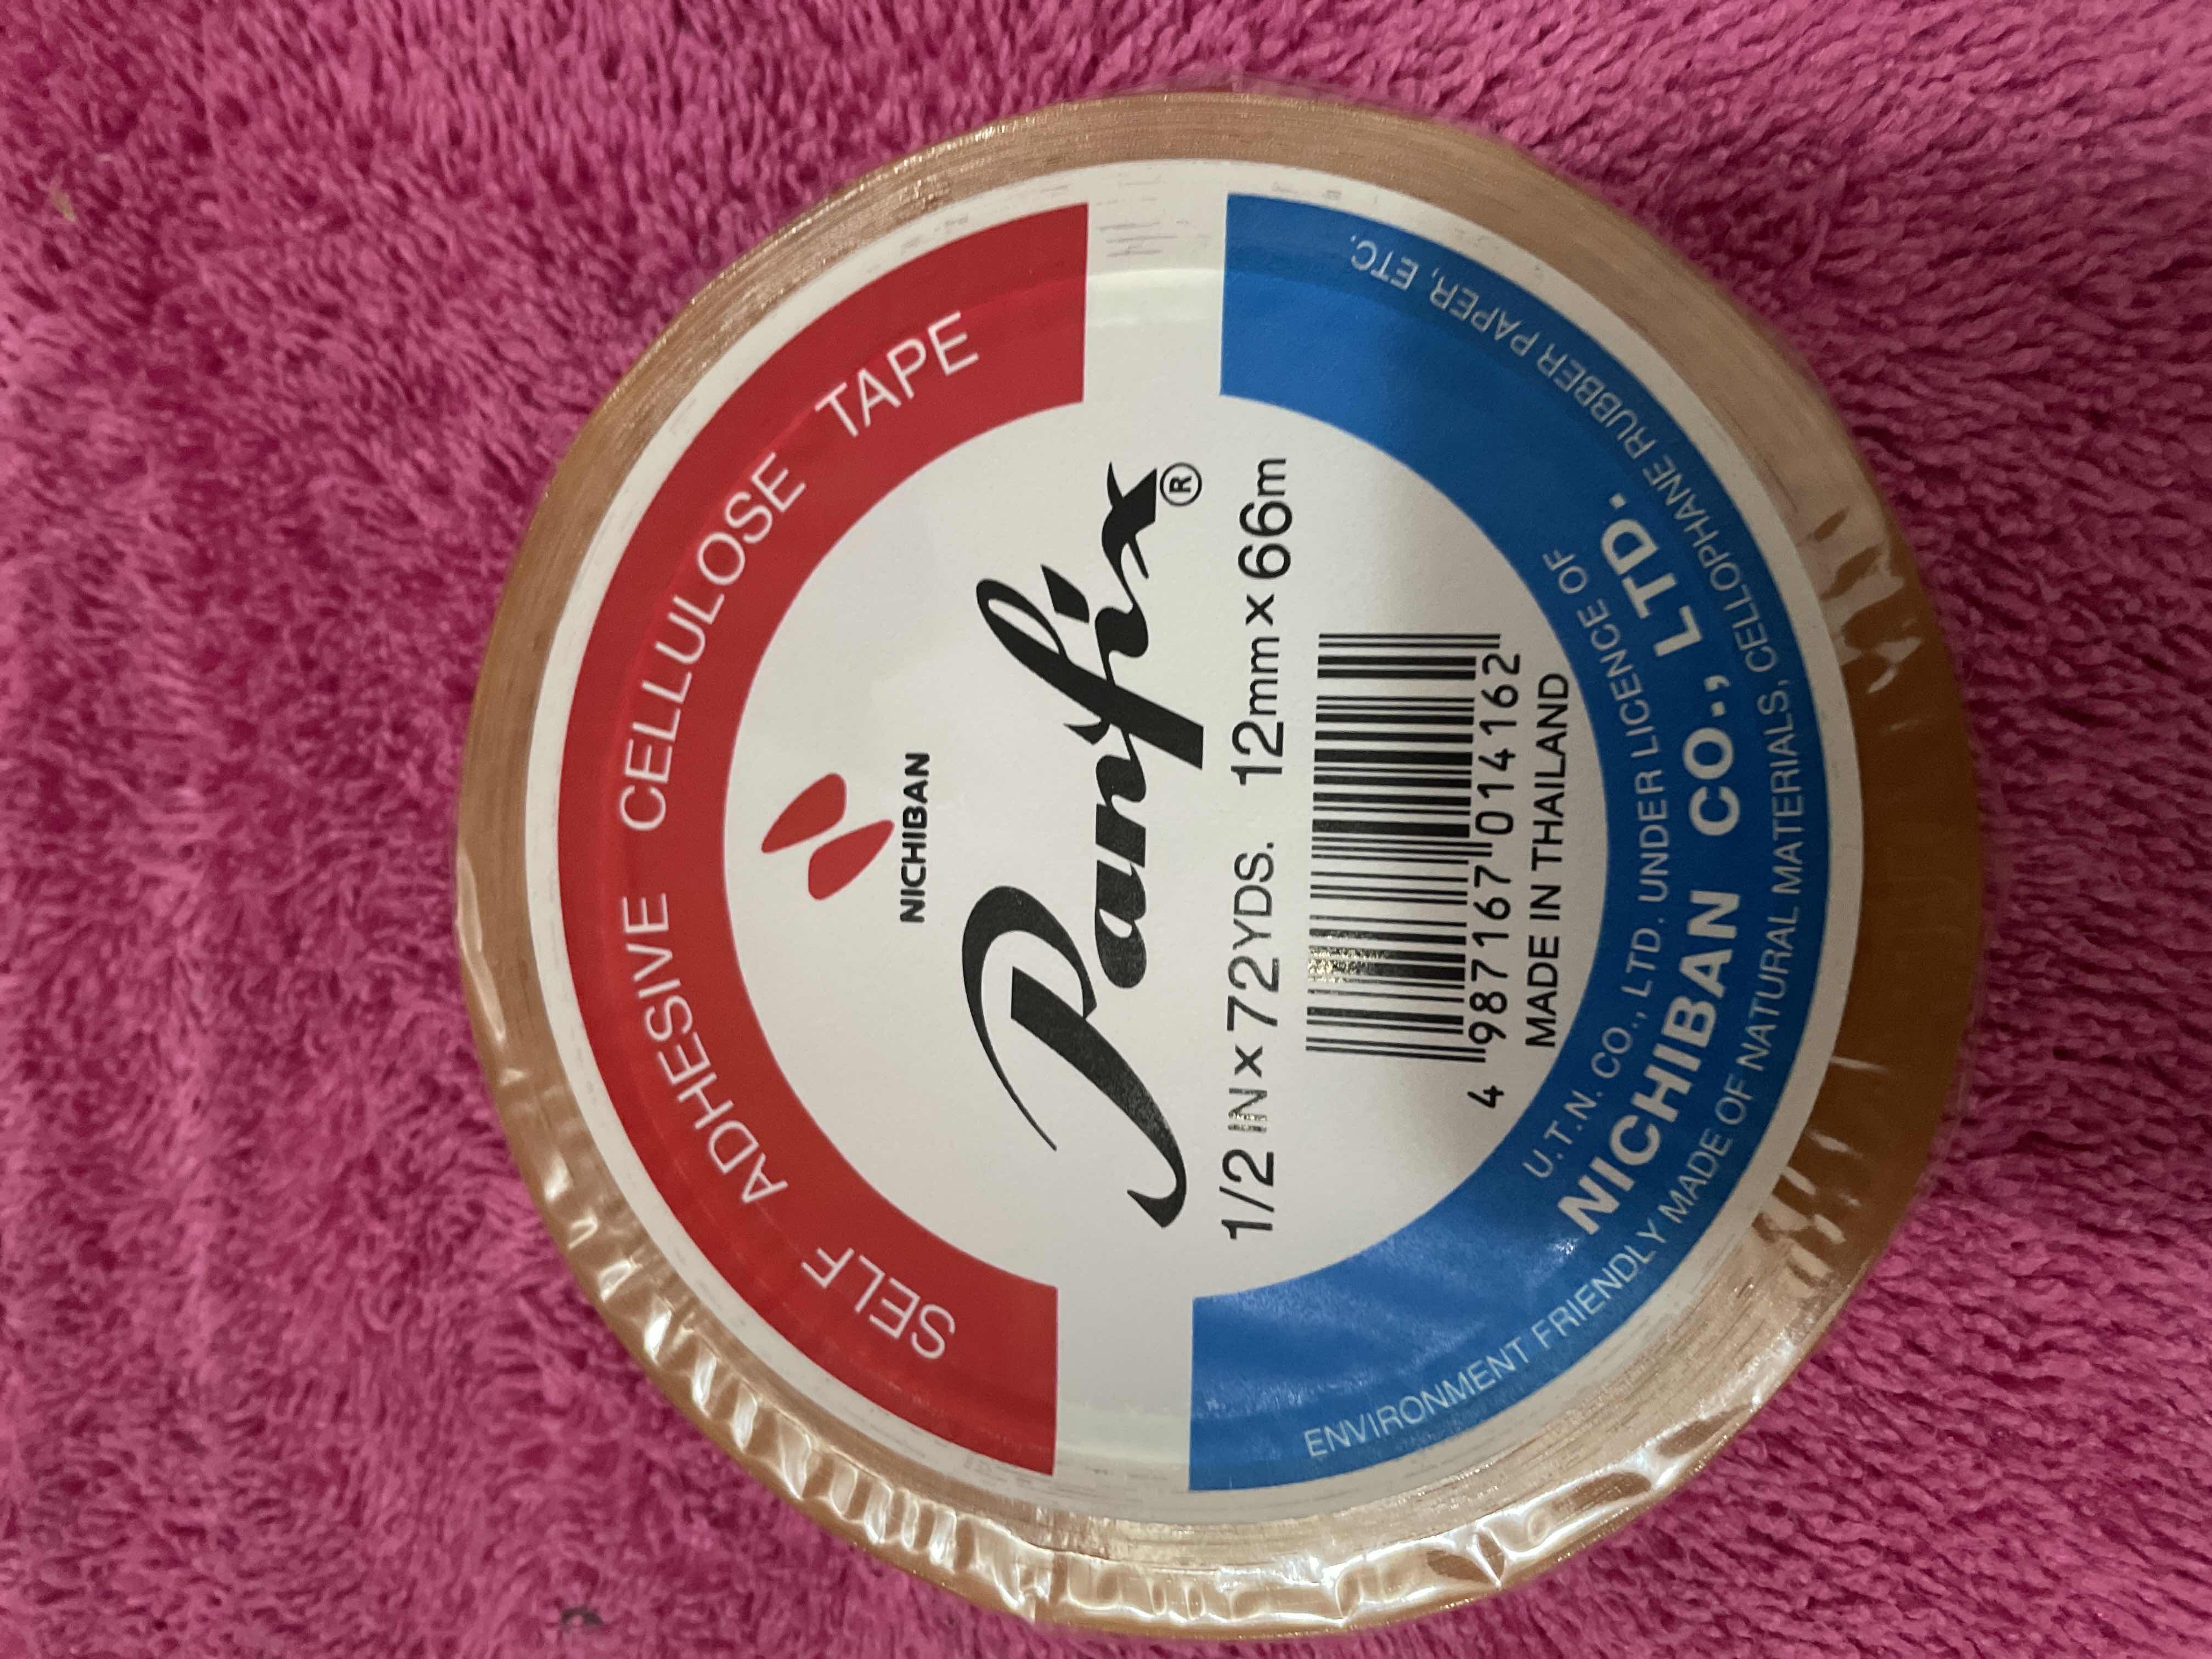 SELF ADHESIVE CELLULOSE TAPE
NICHIBAN
Panfix®
1/2 IN x 72YDS. 12mm x 66m
4 987167 014162
MADE IN THAILAND
U.T.N. CO., LTD. UNDER LICENCE OF
NICHIBAN CO., LTD.
ENVIRONMENT FRIENDLY MADE OF NATURAL MATERIALS, CELLOPHANE RUBBER PAPER, ETC.